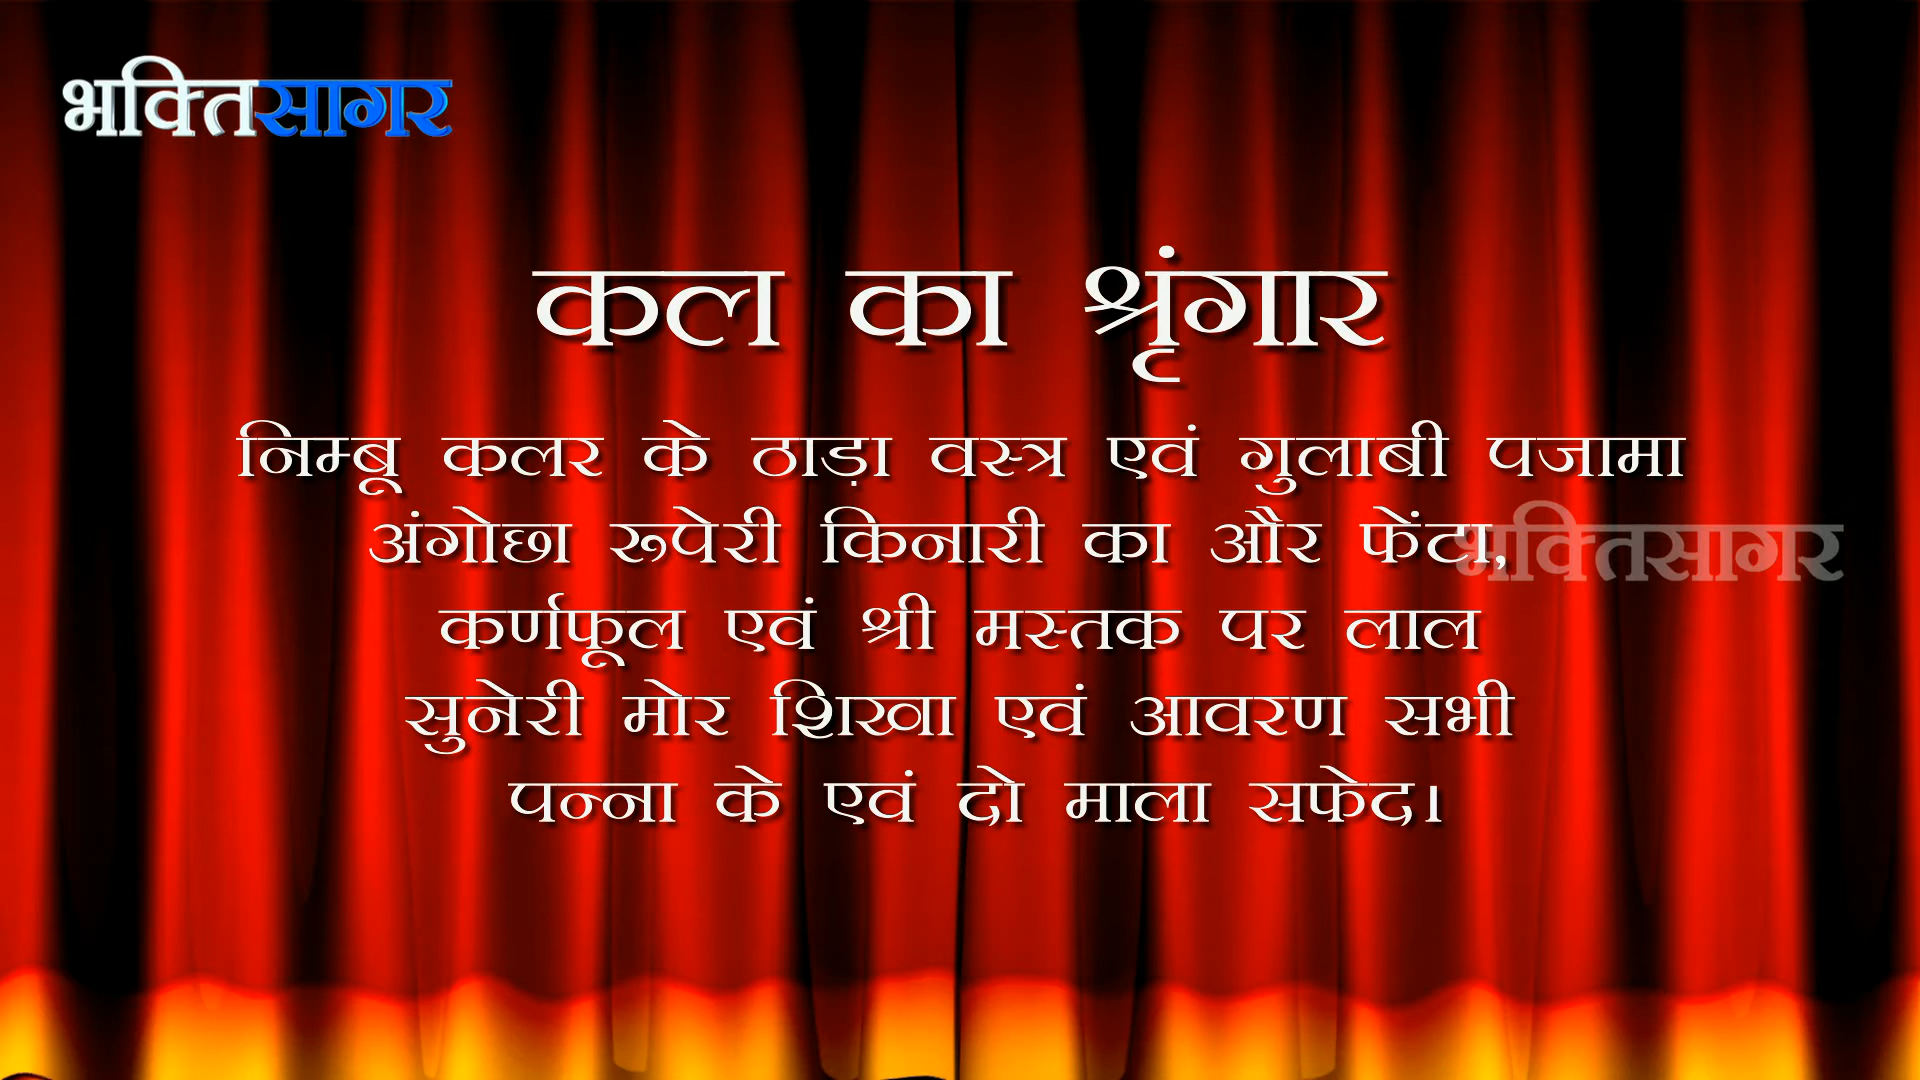 भक्तिसागर
कल का श्रृंगार
निम्बू कलर के ठाड़ा वस्त्र एवं गुलाबी पजामा
अंगोछा रूपेरी किनारी का और फेंटा,
भक्तिसागर
कर्णफूल एवं श्री मस्तक पर लाल
सुनेरी मोर शिखा एवं आवरण सभी
पन्ना के एवं दो माला सफेद।